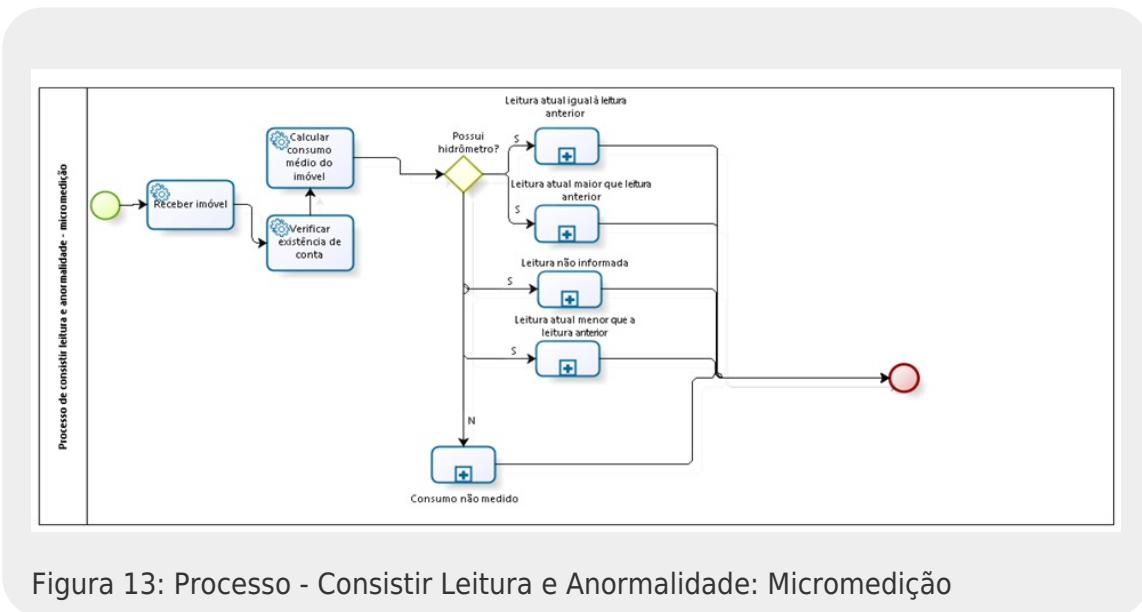 Processo de consistir leitura e anormalidade - micromedição
Receber imóvel
Calcular
consumo
médio do
imóvel
Verificar
existência de
conta
Possui
hidrômetro?
Leitura atual igual à leitura
anterior
S
Leitura atual maior que leitura
anterior
S
Leitura não informada
S
Leitura atual menor que a
leitura anterior
S
N
Consumo não medido
Figura 13: Processo - Consistir Leitura e Anormalidade: Micromedição